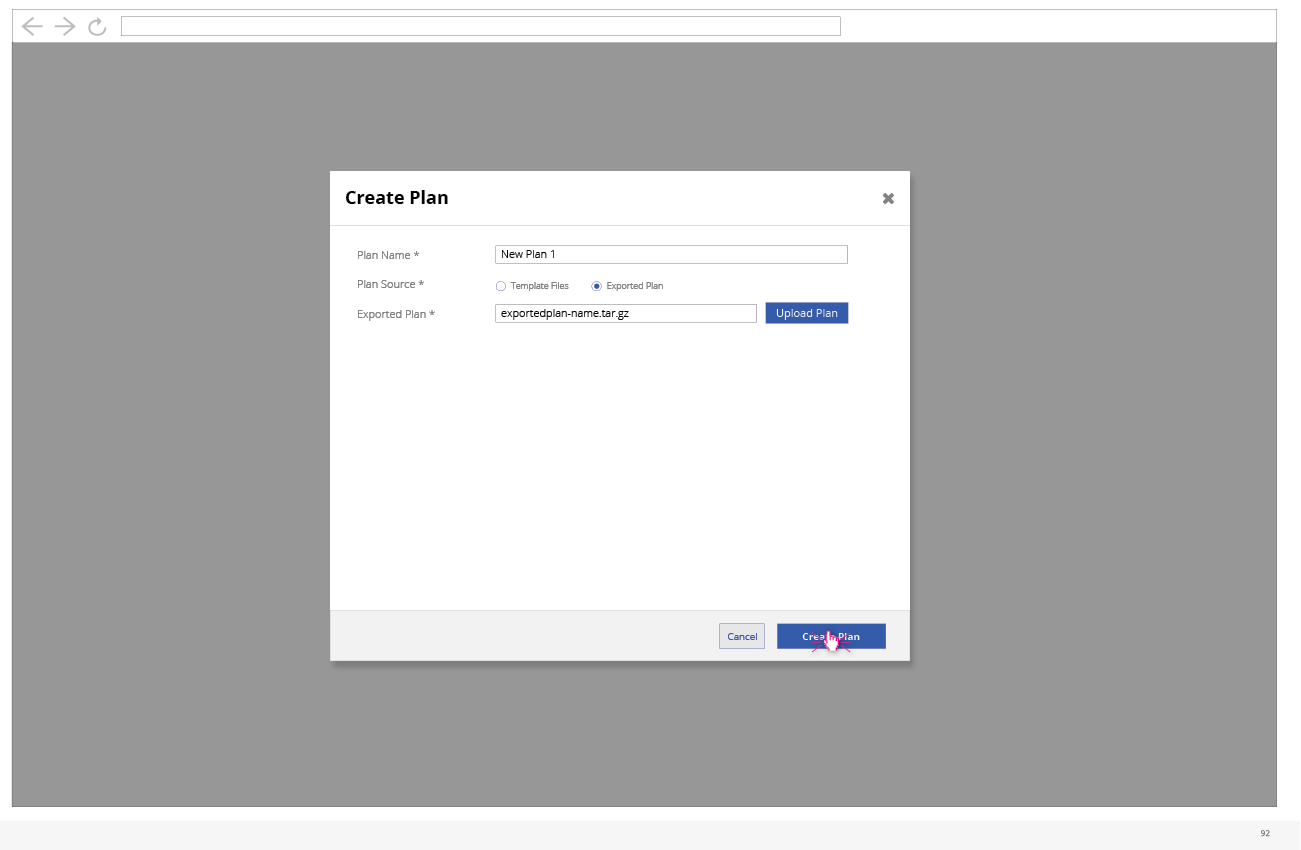 Create Plan
Plan Name * New Plan 1
Plan Source * Template Files Exported Plan
Exported Plan * exportedplan-name.tar.gz Upload Plan
Cancel Create Plan
92